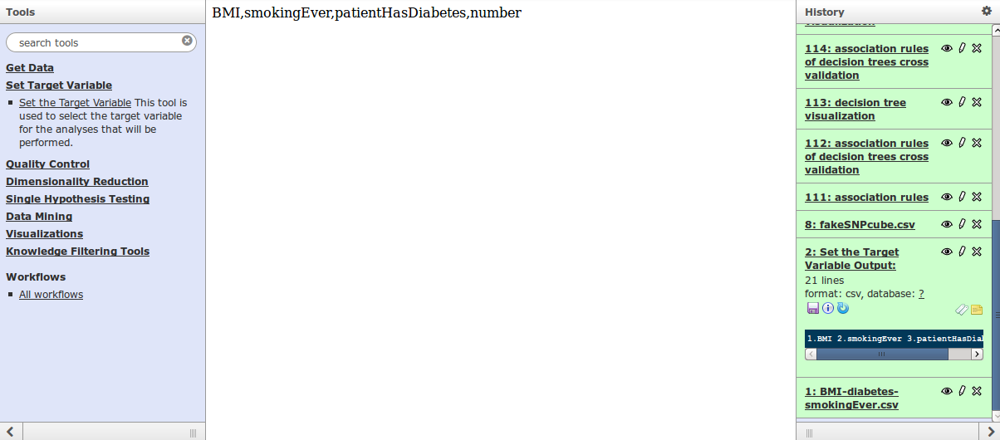 Tools
search tools
Get Data
Set Target Variable
Set the Target Variable This tool is
used to select the target variable
for the analyses that will be
performed.
Quality Control
Dimensionality Reduction
Single Hypothesis Testing
Data Mining
Visualizations
Knowledge Filtering Tools
Workflows
All workflows
BMI,smokingEver,patientHasDiabetes,number
History
visualization
114: association rules
of decision trees cross
validation
113: decision tree
visualization
112: association rules
of decision trees cross
validation
111: association rules
8: fakeSNPcube.csv
2: Set the Target
Variable Output:
21 lines
format: csv, database: ?
1.BMI 2.smokingEver 3.patientHasDia
1: BMI-diabetes-
smokingEver.csv